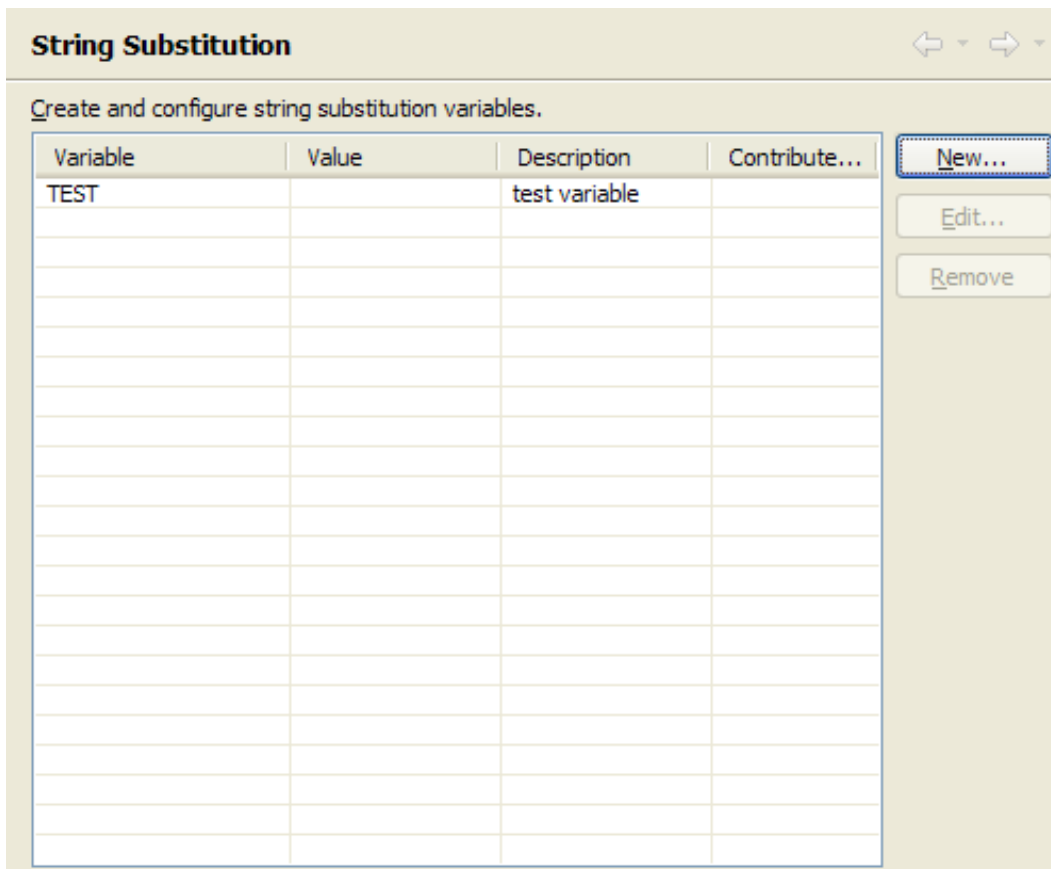 String Substitution
Create and configure string substitution variables.
Variable Value Description Contribute...
TEST test variable
New...
Edit...
Remove